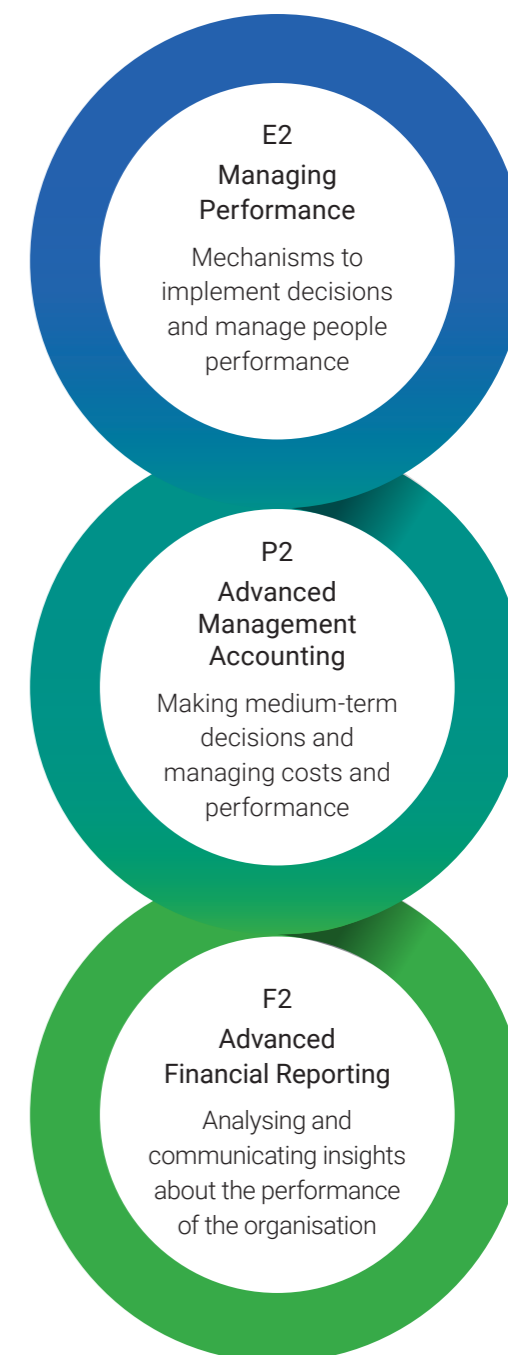 E2
Managing
Performance
Mechanisms to
implement decisions
and manage people
performance
P2
Advanced
Management
Accounting
Making medium-term
decisions and
managing costs and
performance
F2
Advanced
Financial Reporting
Analysing and
communicating insights
about the performance
of the organisation